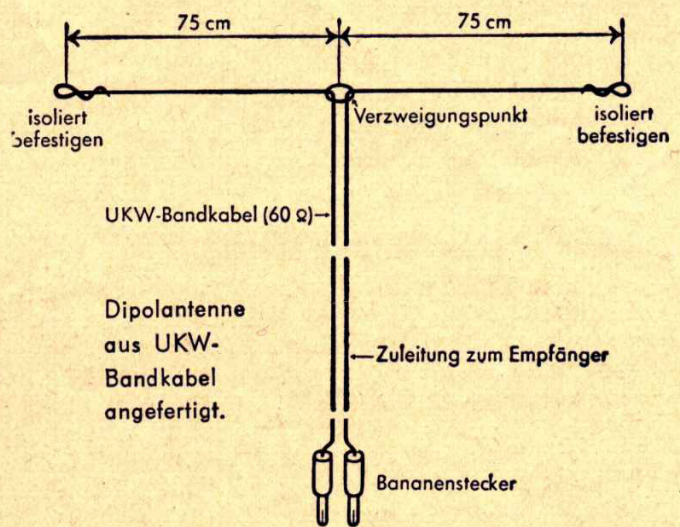 75 cm
75 cm
isoliert
befestigen
Verzweigungspunkt
isoliert
befestigen
UKW-Bandkabel (60 Ω)
Dipolantenne
aus UKW-
Bandkabel
angefertigt.
Zuleitung zum Empfänger
Bananenstecker